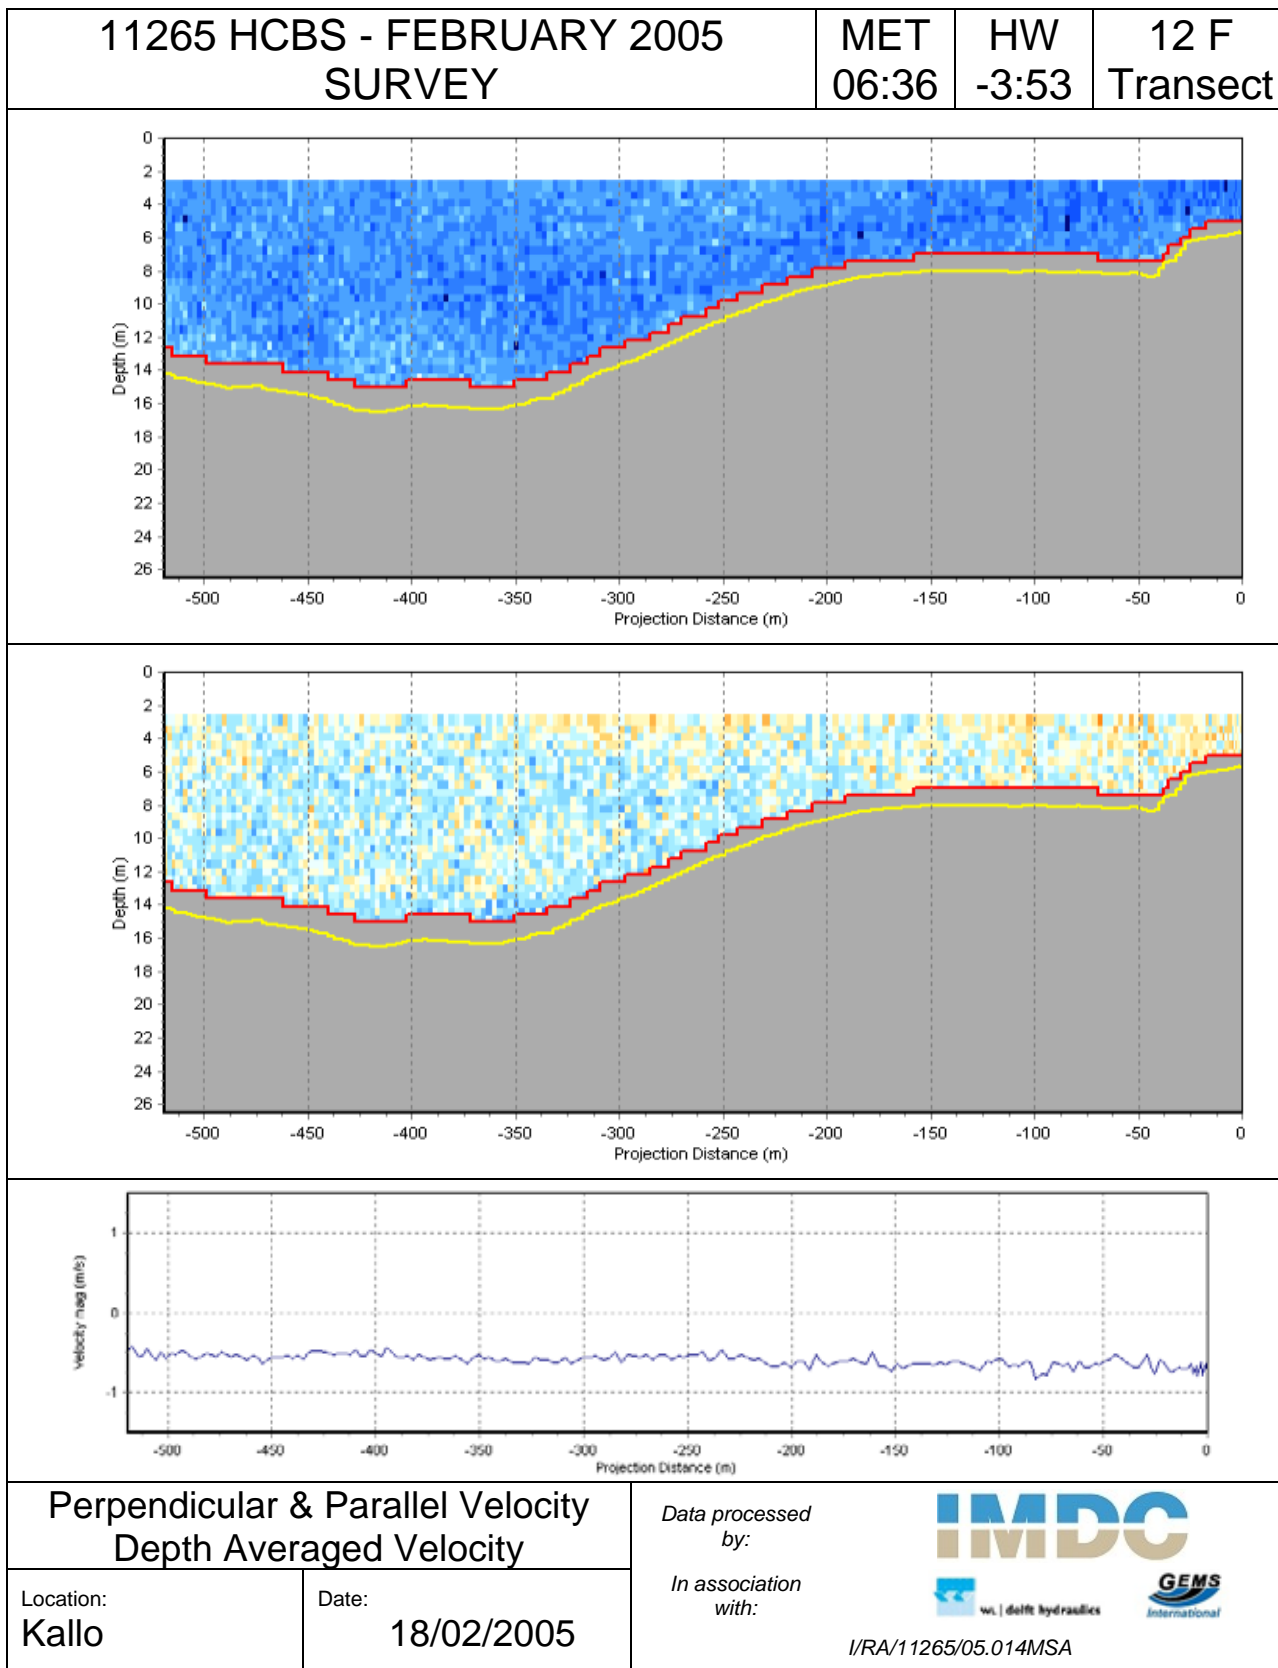 11265 HCBS - FEBRUARY 2005
SURVEY
MET
06:36
HW
-3:53
12 F
Transect
0
2
4
6
8
10
12
14
16
18
20
22
24
26
Depth (m)
-500 -450 -400 -350 -300 -250 -200 -150 -100 -50 0
Projection Distance (m)
0
2
4
6
8
10
12
14
16
18
20
22
24
26
Depth (m)
-500 -450 -400 -350 -300 -250 -200 -150 -100 -50 0
Projection Distance (m)
1
0
-1
Velocity mag (m/s)
-500 -450 -400 -350 -300 -250 -200 -150 -100 -50 0
Projection Distance (m)
Perpendicular & Parallel Velocity
Depth Averaged Velocity
Location:
Kallo
Date:
18/02/2005
Data processed
by:
IMDC
In association
with:
wl | delft hydraulics
GEMS
International
I/RA/11265/05.014MSA